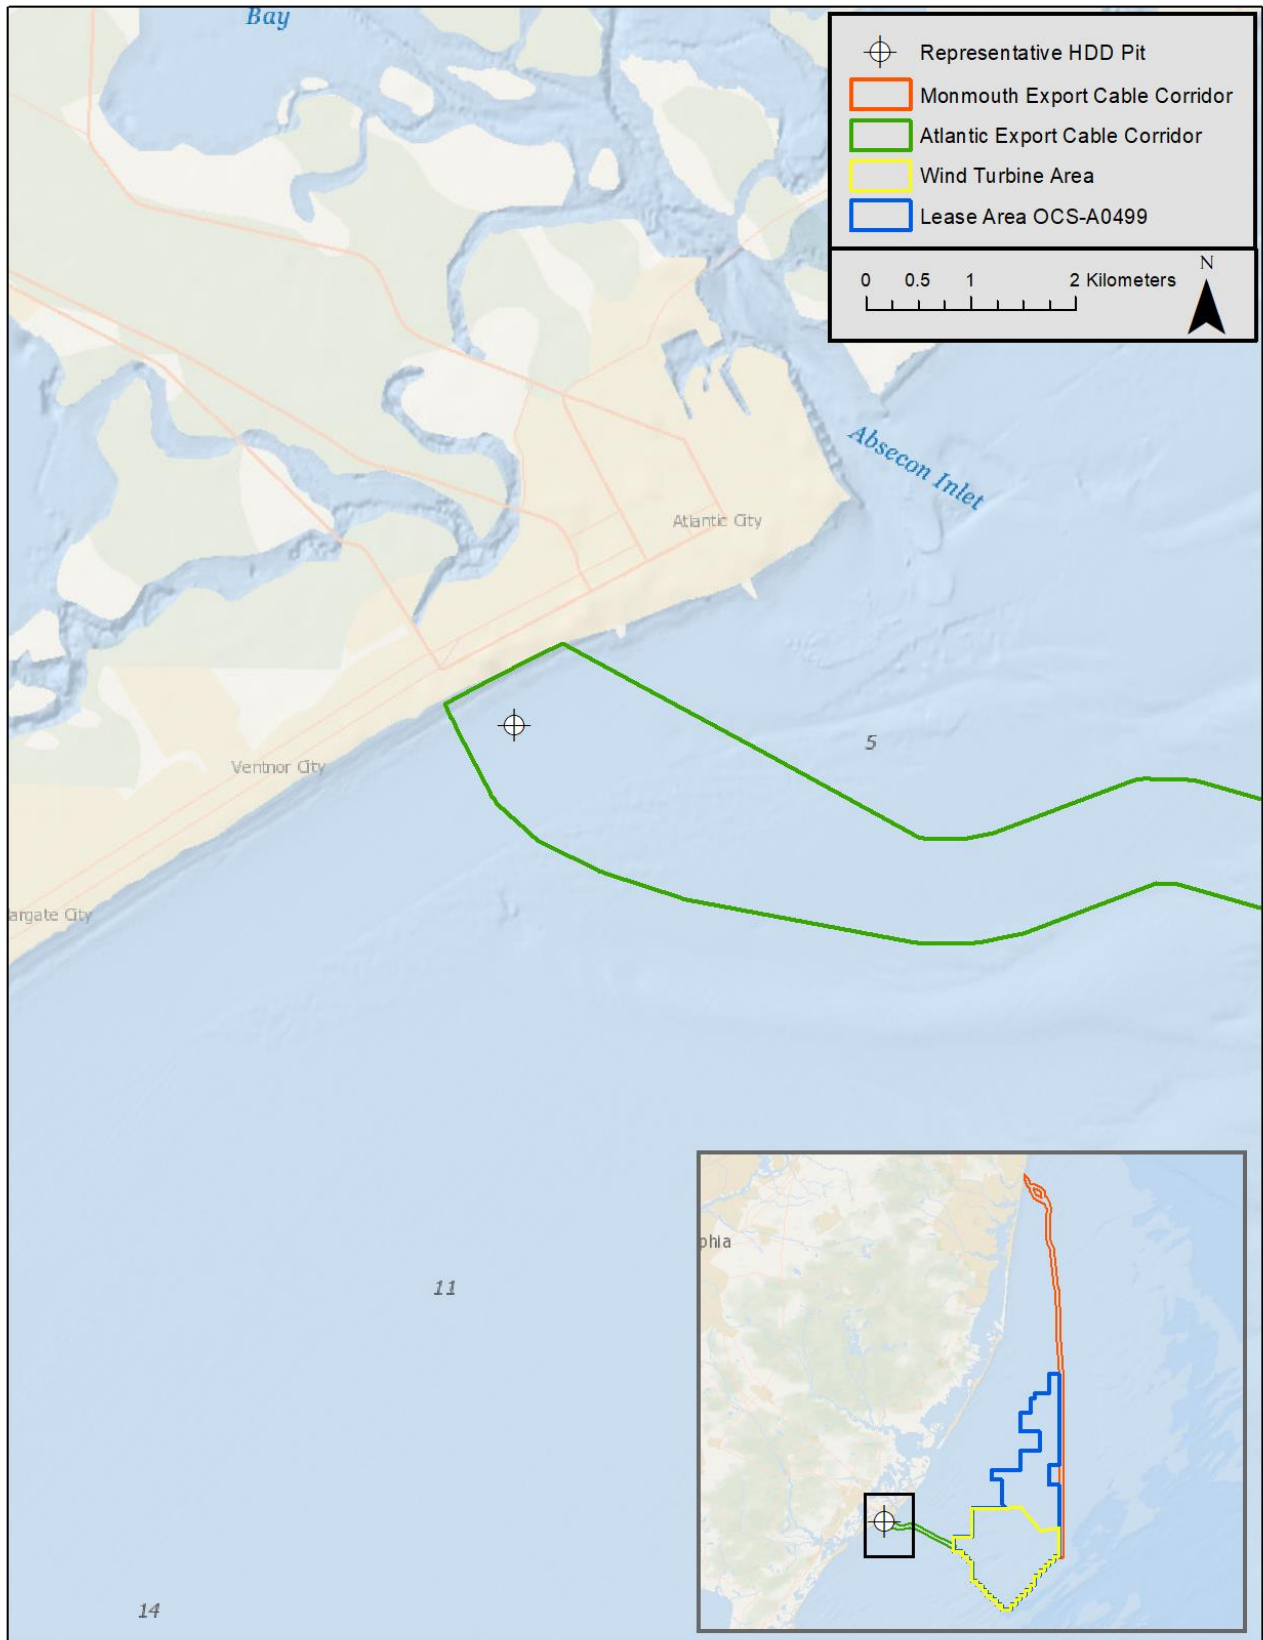 Bay
Representative HDD Pit
Monmouth Export Cable Corridor
Atlantic Export Cable Corridor
Wind Turbine Area
Lease Area OCS-A0499
0 0.5 1 2 Kilometers
N
Absecon Inlet
Atlantic City
5
Ventnor City
argate City
phia
11
14